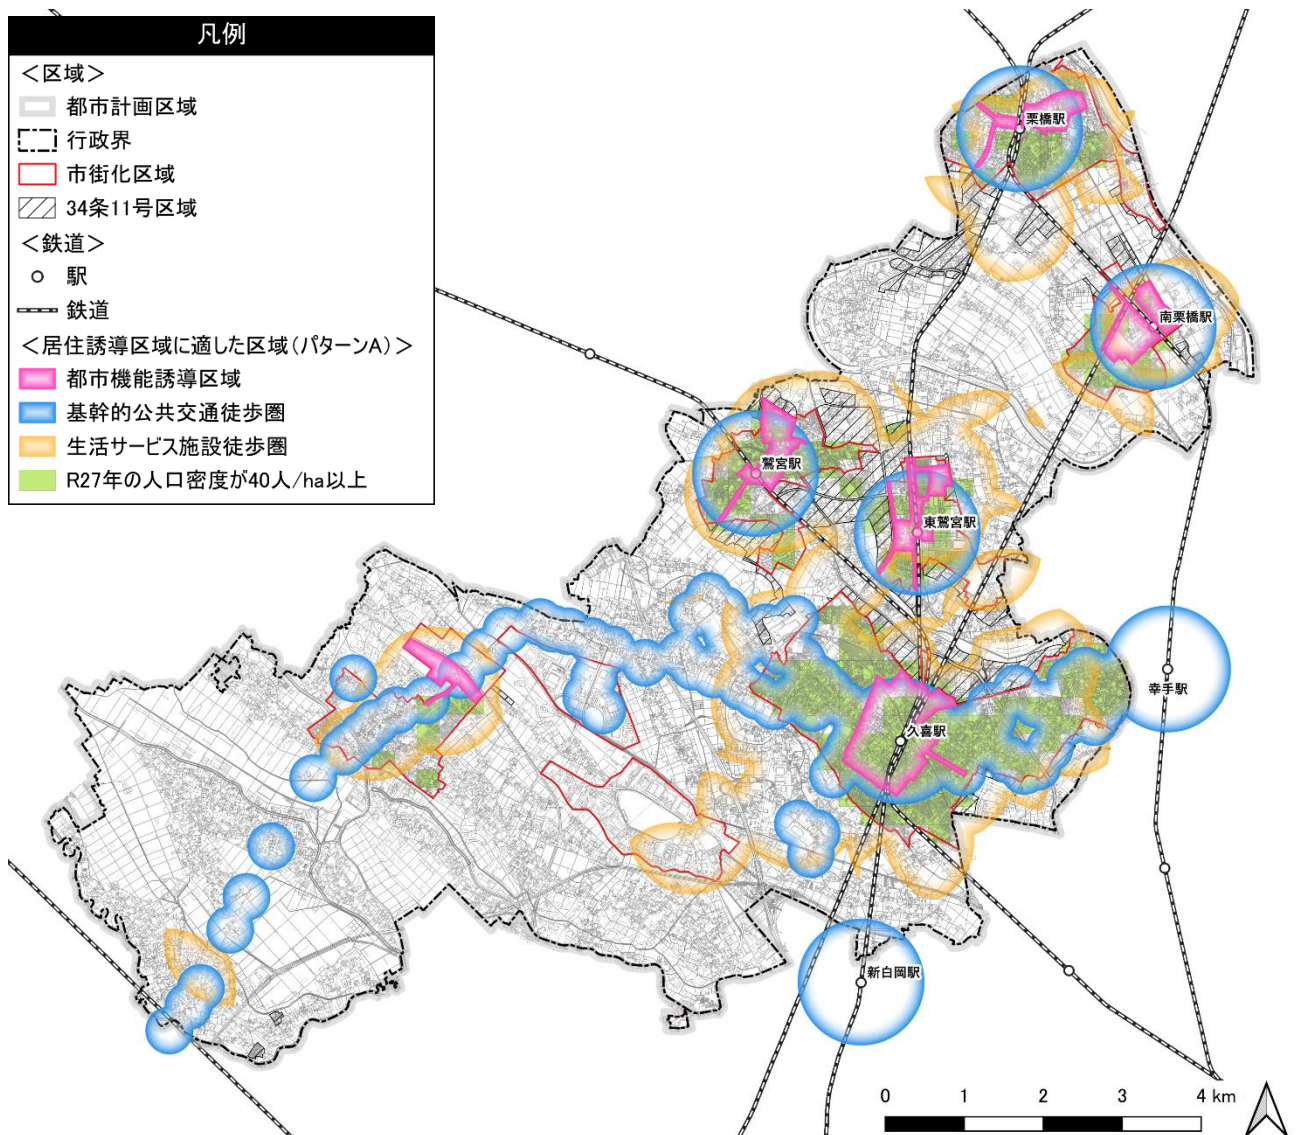 凡例
＜区域＞
都市計画区域
行政界
市街化区域
34条11号区域
＜鉄道＞
駅
鉄道
＜居住誘導区域に適した区域（パターンA）＞
都市機能誘導区域
基幹的公共交通徒歩圏
生活サービス施設徒歩圏
R27年の人口密度が40人/ha以上
栗橋駅
南栗橋駅
鷲宮駅
東鷲宮駅
幸手駅
久喜駅
新白岡駅
0 1 2 3 4 km